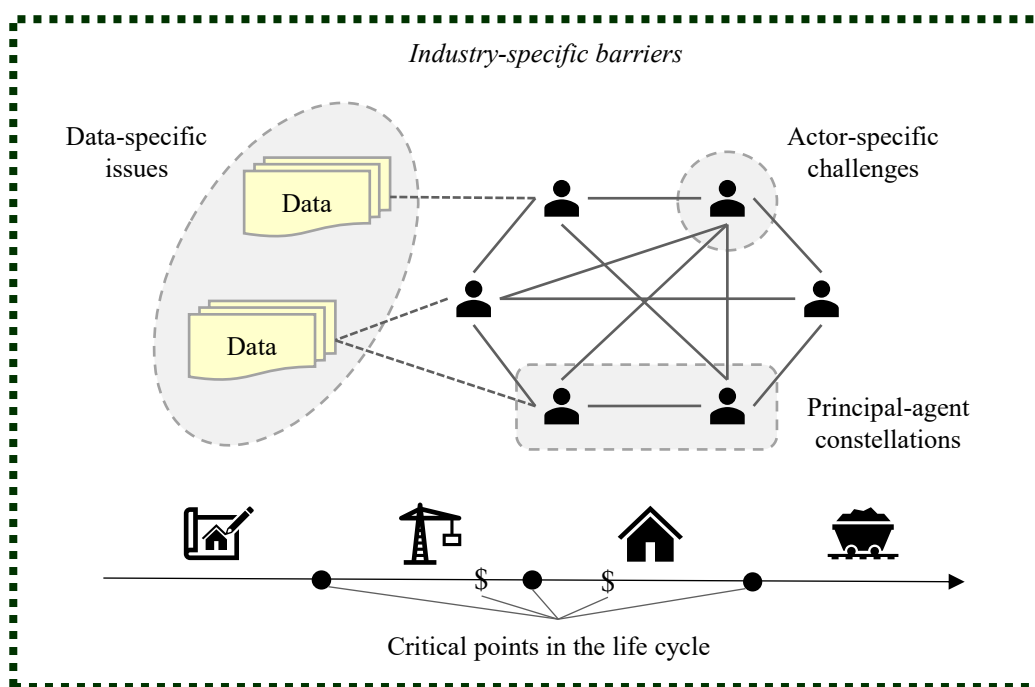 Industry-specific barriers
Data-specific
issues
Actor-specific
challenges
Data
Data
Principal-agent
constellations
$
$
Critical points in the life cycle